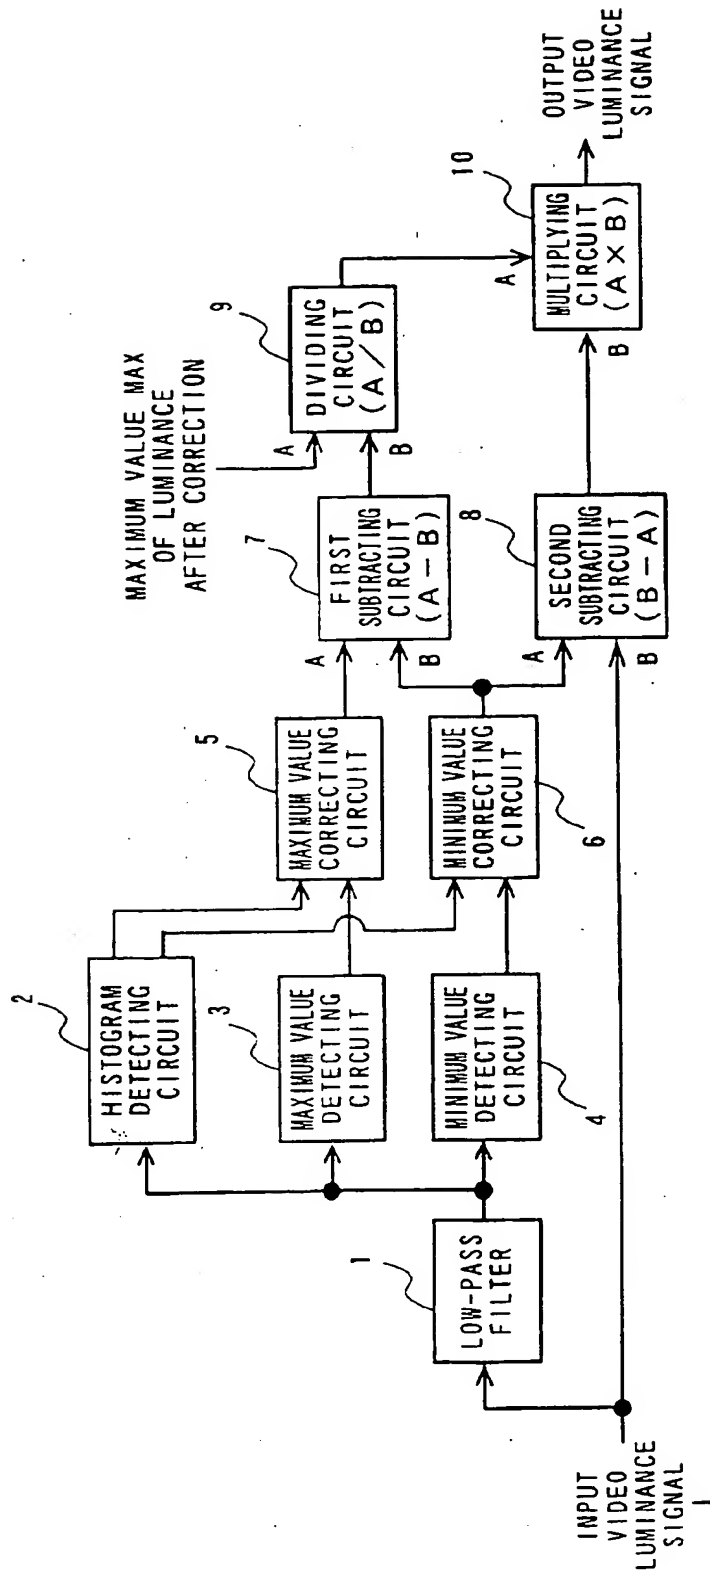 INPUT
VIDEO
LUMINANCE
SIGNAL
1
LOW-PASS
FILTER
2
HISTOGRAM
DETECTING
CIRCUIT
3
MAXIMUM VALUE
DETECTING
CIRCUIT
MINIMUM VALUE
DETECTING
CIRCUIT
4
5
MAXIMUM VALUE
CORRECTING
CIRCUIT
MINIMUM VALUE
CORRECTING
CIRCUIT
6
MAXIMUM VALUE MAX
OF LUMINANCE
AFTER CORRECTION
7
A
B
FIRST
SUBTRACTING
CIRCUIT
(A-B)
8
A
B
SECOND
SUBTRACTING
CIRCUIT
(B-A)
9
A
B
DIVIDING
CIRCUIT
(A/B)
10
A
B
MULTIPLYING
CIRCUIT
(A×B)
OUTPUT
VIDEO
LUMINANCE
SIGNAL